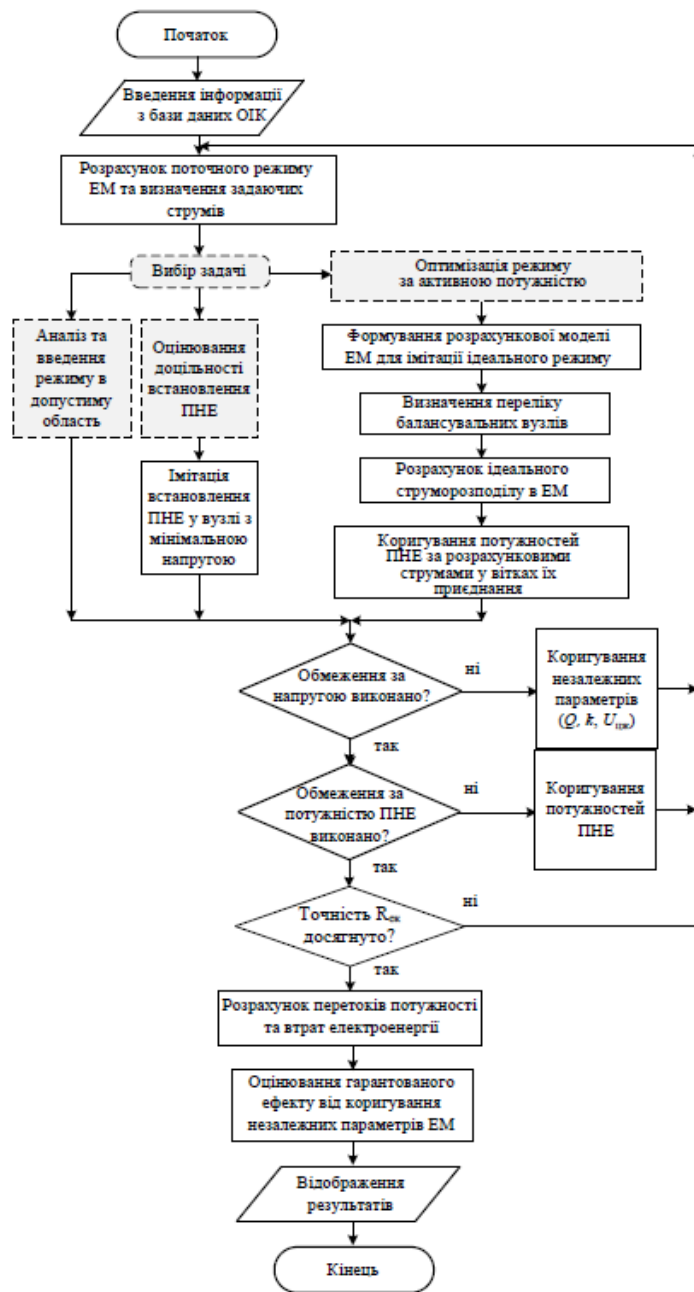 Початок
Введення інформації
з бази даних ОІК
Розрахунок поточного режиму
ЕМ та визначення задаючих
струмів
Вибір задачі
Оптимізація режиму
за активною потужністю
Аналіз та
введення
режиму в
допустиму
область
Оцінювання
доцільності
встановлення
ПНЕ
Формування розрахункової моделі
ЕМ для імітації ідеального режиму
Визначення переліку
балансувальних вузлів
Імітація
встановлення
ПНЕ у вузлі з
мінімальною
напругою
Розрахунок ідеального
струморозподілу в ЕМ
Коригування потужностей
ПНЕ за розрахунковими
струмами у вітках їх
приєднання
Обмеження за
напругою виконано?
ні
Коригування
незалежних
параметрів
(Q, k, Uцж)
так
Обмеження за
потужністю ПНЕ
виконано?
ні
Коригування
потужностей
ПНЕ
так
Точність Rек
досягнуто?
ні
так
Розрахунок перетоків потужності
та втрат електроенергії
Оцінювання гарантованого
ефекту від коригування
незалежних параметрів ЕМ
Відображення
результатів
Кінець